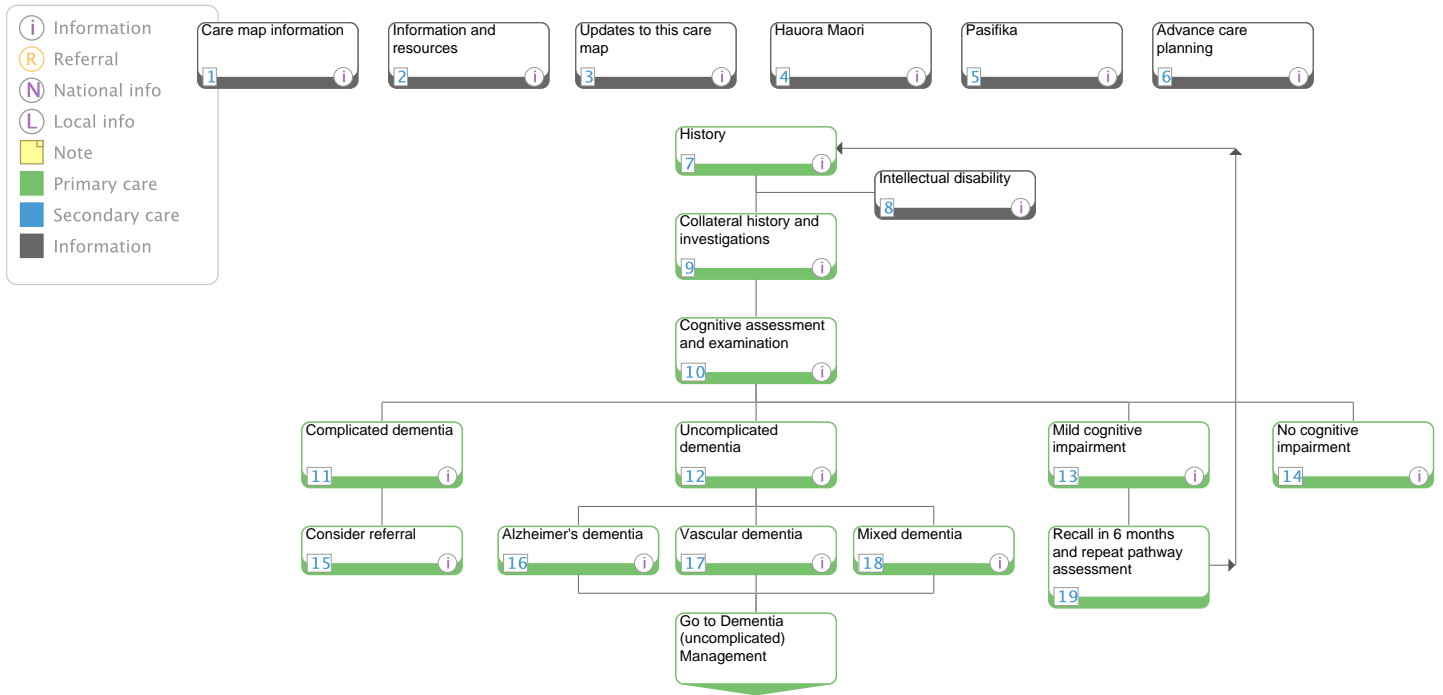 i Information
R Referral
N National info
L Local info
Note
Primary care
Secondary care
Information
Care map information
1 i
Information and
resources
2 i
Updates to this care
map
3 i
Hauora Maori
4 i
Pasifika
5 i
Advance care
planning
6 i
History
7 i
Intellectual disability
8 i
Collateral history and
investigations
9 i
Cognitive assessment
and examination
10 i
Complicated dementia
11 i
Uncomplicated
dementia
12 i
Mild cognitive
impairment
13 i
No cognitive
impairment
14 i
Consider referral
15 i
Alzheimer's dementia
16 i
Vascular dementia
17 i
Mixed dementia
18 i
Recall in 6 months
and repeat pathway
assessment
19
Go to Dementia
(uncomplicated)
Management